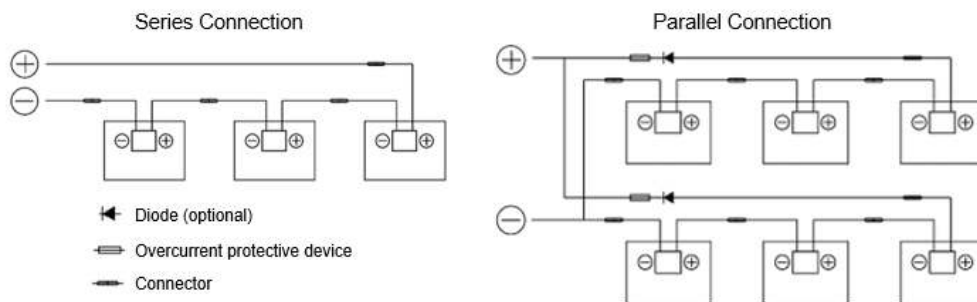 Series Connection
Parallel Connection
+
−
− + − + − +
Diode (optional)
Overcurrent protective device
Connector
+
− + − + − +
−
− + − + − +